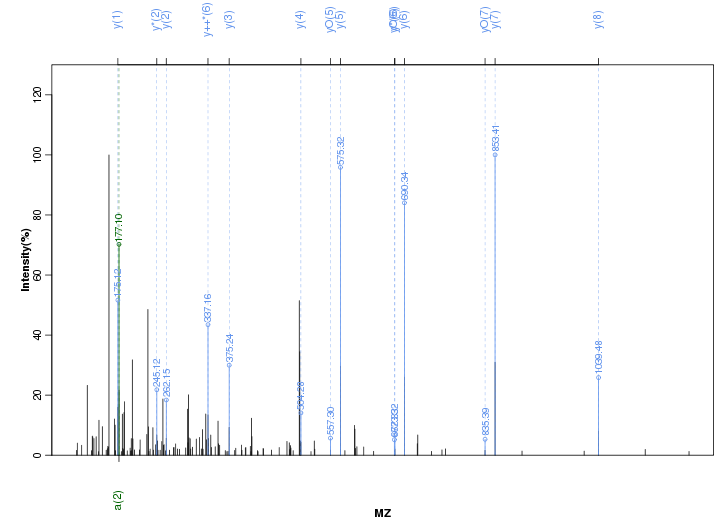 y(1)
y*(2)
y(2)
y++*(6)
y(3)
y(4)
yO(5)
y(5)
y(6)
yO(7)
y(7)
y(8)
Intensity(%)
0
20
40
60
80
100
120
177.10
175.12
245.12
262.15
337.16
375.24
504.28
557.30
575.32
690.34
835.39
853.41
1039.48
a(2)
MZ